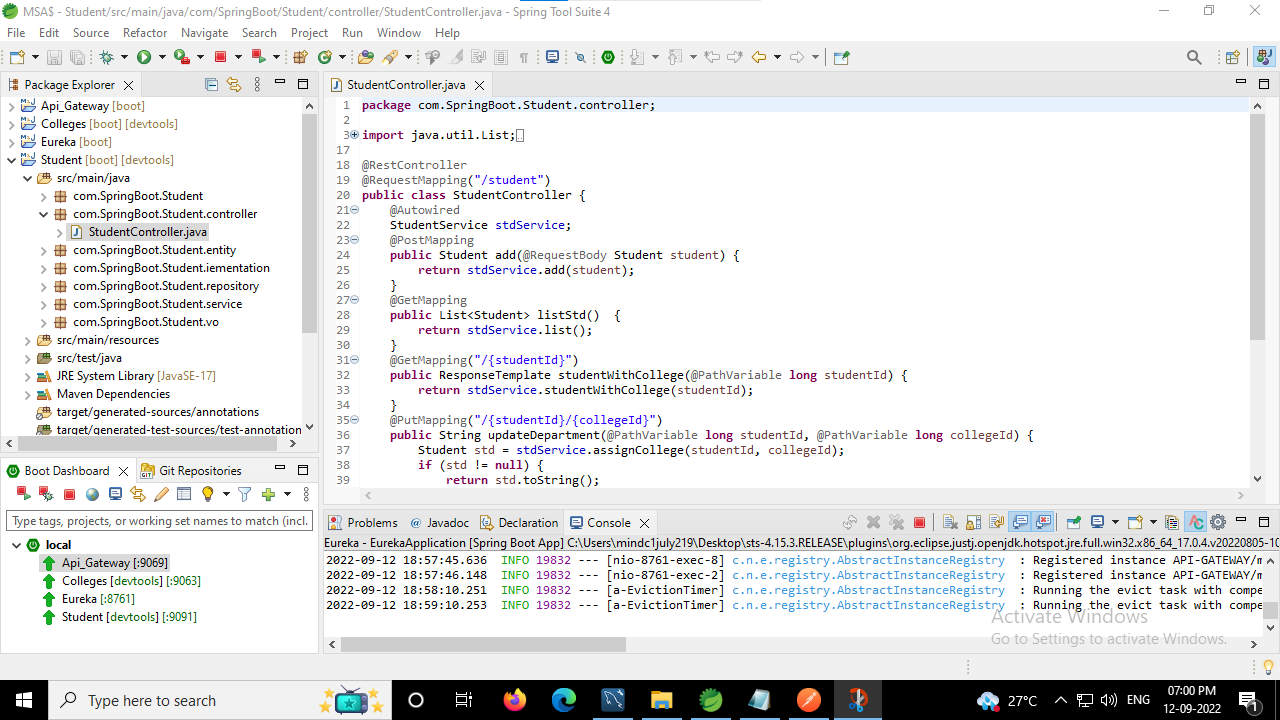 MSA$ - Student/src/main/java/com/SpringBoot/Student/controller/StudentController.java - Spring Tool Suite 4
File Edit Source Refactor Navigate Search Project Run Window Help
Package Explorer
Api_Gateway [boot]
Colleges [boot] [devtools]
Eureka [boot]
Student [boot] [devtools]
src/main/java
com.SpringBoot.Student
com.SpringBoot.Student.controller
StudentController.java
com.SpringBoot.Student.entity
com.SpringBoot.Student.iementation
com.SpringBoot.Student.repository
com.SpringBoot.Student.service
com.SpringBoot.Student.vo
src/main/resources
src/test/java
JRE System Library [JavaSE-17]
Maven Dependencies
target/generated-sources/annotations
target/generated-test-sources/test-annotation
StudentController.java
1 package com.SpringBoot.Student.controller;
2
3 import java.util.List;
17
18 @RestController
19 @RequestMapping("/student")
20 public class StudentController {
21 @Autowired
22 StudentService stdService;
23 @PostMapping
24 public Student add(@RequestBody Student student) {
25 return stdService.add(student);
26 }
27 @GetMapping
28 public List<Student> listStd() {
29 return stdService.list();
30 }
31 @GetMapping("/{studentId}")
32 public ResponseTemplate studentWithCollege(@PathVariable long studentId) {
33 return stdService.studentWithCollege(studentId);
34 }
35 @PutMapping("/{studentId}/{collegeId}")
36 public String updateDepartment(@PathVariable long studentId, @PathVariable long collegeId) {
37 Student std = stdService.assignCollege(studentId, collegeId);
38 if (std != null) {
39 return std.toString();
Boot Dashboard Git Repositories
Type tags, projects, or working set names to match (incl.
local
Api_Gateway [:9069]
Colleges [devtools] [:9063]
Eureka [:8761]
Student [devtools] [:9091]
Problems @ Javadoc Declaration Console
Eureka - EurekaApplication [Spring Boot App] C:\Users\mindc1july219\Desktop\sts-4.15.3.RELEASE\plugins\org.eclipse.justj.openjdk.hotspot.jre.full.win32.x86_64_17.0.4.v20220805-10
2022-09-12 18:57:45.636 INFO 19832 --- [nio-8761-exec-8] c.n.e.registry.AbstractInstanceRegistry : Registered instance API-GATEWAY/m
2022-09-12 18:57:46.148 INFO 19832 --- [nio-8761-exec-2] c.n.e.registry.AbstractInstanceRegistry : Registered instance API-GATEWAY/m
2022-09-12 18:58:10.251 INFO 19832 --- [a-EvictionTimer] c.n.e.registry.AbstractInstanceRegistry : Running the evict task with compe
2022-09-12 18:59:10.253 INFO 19832 --- [a-EvictionTimer] c.n.e.registry.AbstractInstanceRegistry : Running the evict task with compe
Activate Windows
Go to Settings to activate Windows.
Type here to search
27°C
ENG
07:00 PM
12-09-2022
1